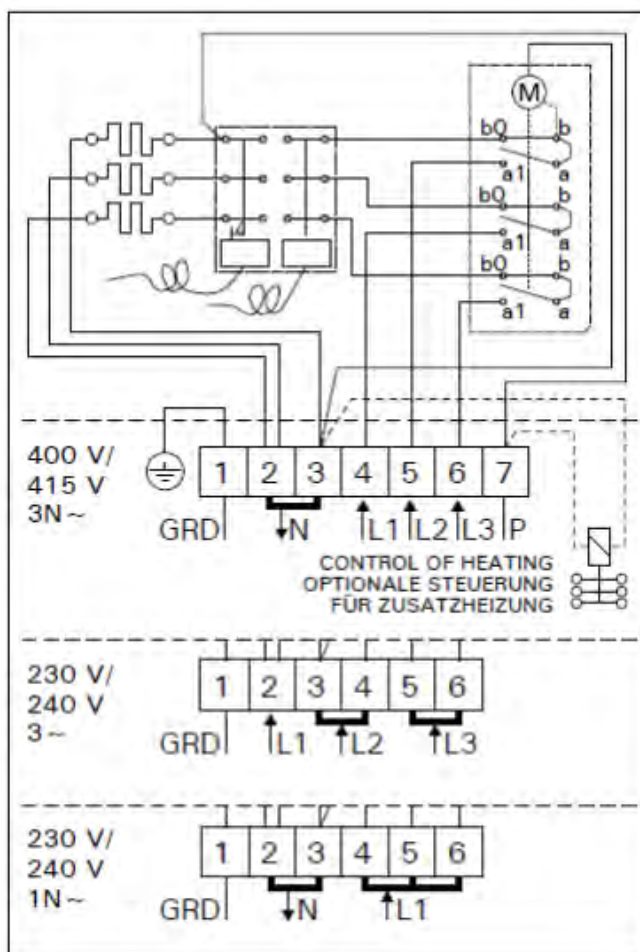 M
b0 b
a1 a
b0 b
a1 a
b0 b
a1 a
400 V/
415 V
3N~
1 2 3 4 5 6 7
GRD N L1 L2 L3 P
CONTROL OF HEATING
OPTIONALE STEUERUNG
FÜR ZUSATZHEIZUNG
230 V/
240 V
3~
1 2 3 4 5 6
GRD L1 L2 L3
230 V/
240 V
1N~
1 2 3 4 5 6
GRD N L1